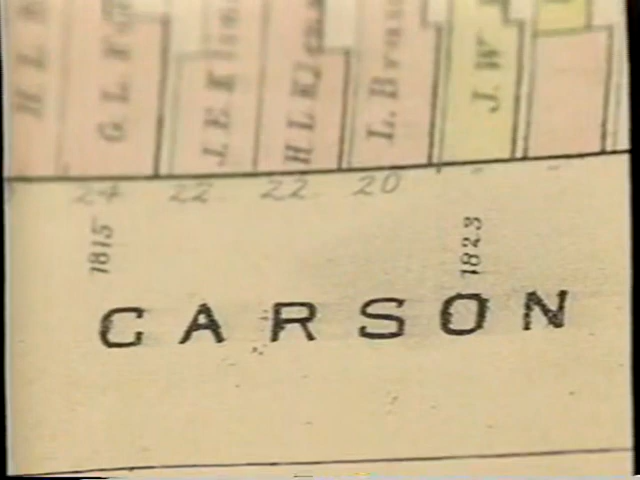 H L K
G L K
J. E K
H L K
L. Brau
J. W
24 22 22 20
1815 1823
CARSON